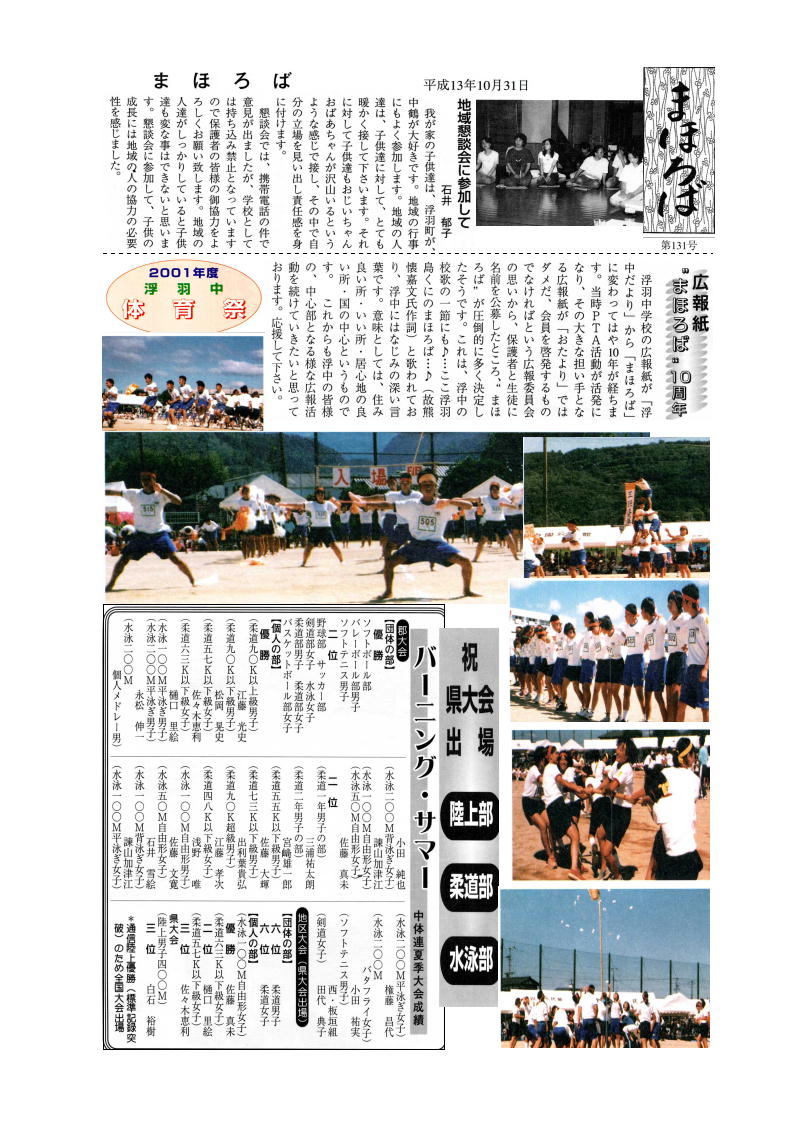 まほろば
平成13年10月31日
まほろば
第131号
地域懇談会に参加して
石井　郁子
我が家の子供達は、浮羽町が、
中鶴が大好きです。地域の行事
にもよく参加します。地域の人
達は、子供達に対して、とても
暖かく接して下さいます。それ
に対して子供達もおじいちゃん
おばあちゃんが沢山いるという
ような感じで接し、その中で自
分の立場を見い出し責任感を身
に付けます。
懇談会では、携帯電話の件で
意見が出ましたが、学校として
は持ち込み禁止となっています
ので保護者の皆様の御協力をよ
ろしくお願い致します。地域の
人達がしっかりしていると子供
達も変な事はできないと思いま
す。懇談会に参加して、子供の
成長には地域の人の協力の必要
性を感じました。
広報紙
“まほろば”10周年
浮羽中学校の広報紙が「浮
中だより」から「まほろば」
に変わってはや10年が経ちま
す。当時PTA活動が活発に
なり、その大きな担い手とな
る広報紙が「おたより」では
ダメだ、会員を啓発するもの
でなければという広報委員会
の思いから、保護者と生徒に
名前を公募したところ、“まほ
ろば”が圧倒的に多く決定し
たそうです。これは、浮中の
校歌の一節にも♪…ここ浮羽
島くにのまほろば…♪（故熊
懐嘉文氏作詞）と歌われてお
り、浮中にはなじみの深い言
葉です。意味としては、住み
良い所・いい所・居心地の良
い所・国の中心というもので
す。　これからも浮中の皆様
の、中心部となる様な広報活
動を続けていきたいと思って
おります。応援して下さい。
2001年度
浮羽中
体育祭
入場門
515
505
祝
県大会
出場
陸上部
柔道部
水泳部
バーニング・サマー
中体連夏季大会成績
郡大会
【団体の部】
優勝
ソフトボール部
バレーボール部男子
ソフトテニス男子
二位
野球部　サッカー部
剣道部女子　水泳女子
柔道部男子　柔道部女子
バスケットボール部女子
【個人の部】
優勝
（柔道九〇K以上級男子）
江藤　光史
（柔道九〇K以下級男子）
松岡　晃史
（柔道五七K以下級女子）
佐々木恵利
（柔道六三K以下級女子）
樋口　里絵
（水泳一〇〇M平泳ぎ男子）
（水泳二〇〇M平泳ぎ男子）
永松　伸一
（水泳二〇〇M
個人メドレー男）
小田　純也
（水泳二〇〇M背泳ぎ女子）
諫山加津江
（水泳一〇〇M自由形女子）
（水泳五〇M自由形女子）
佐藤　真未
二位
（柔道一年男子の部）
三浦祐太朗
（柔道二年男子の部）
宮﨑雄一郎
（柔道五五K以下級男子）
佐藤　大輝
（柔道七三K以下級男子）
出利葉貴弘
（柔道九〇K超級男子）
江藤　孝次
（柔道四八K以下級女子）
浅野　唯
（水泳一〇〇M自由形男子）
佐藤　文寛
（水泳五〇M自由形女子）
石井　雪絵
（水泳一〇〇M背泳ぎ女子）
諫山加津江
（水泳一〇〇M平泳ぎ女子）
（水泳二〇〇M平泳ぎ女子）
権藤　昌代
（水泳二〇〇M
バタフライ女子）
小田　祐実
（ソフトテニス男子）
西・板垣組
（剣道女子）
田代　典子
地区大会（県大会出場）
【団体の部】
六位　柔道男子
六位　柔道女子
【個人の部】
（水泳一〇〇M自由形女子）
優勝　佐藤　真未
（柔道六三K以下級女子）
二位　樋口　里絵
（柔道五七K以下級女子）
三位　佐々木恵利
県大会
（陸上男子四〇〇M）
三位　白石　裕樹
＊通信陸上優勝（標準記録突
破）のため全国大会出場